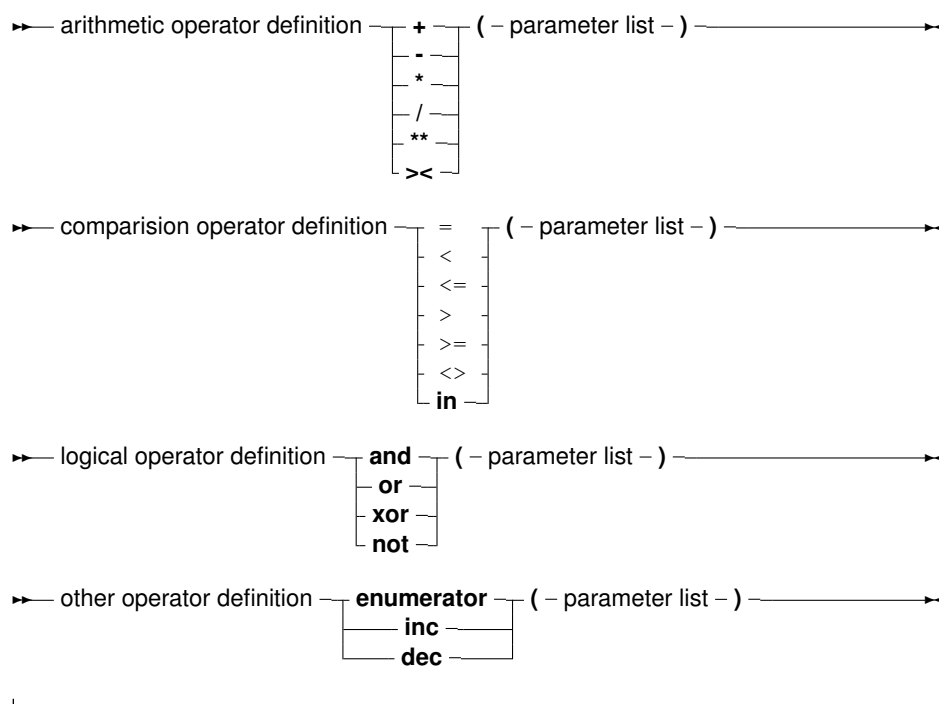 arithmetic operator definition + ( parameter list )
-
*
/
**
><
comparision operator definition = ( parameter list )
<
<=
>
>=
<>
in
logical operator definition and ( parameter list )
or
xor
not
other operator definition enumerator ( parameter list )
inc
dec